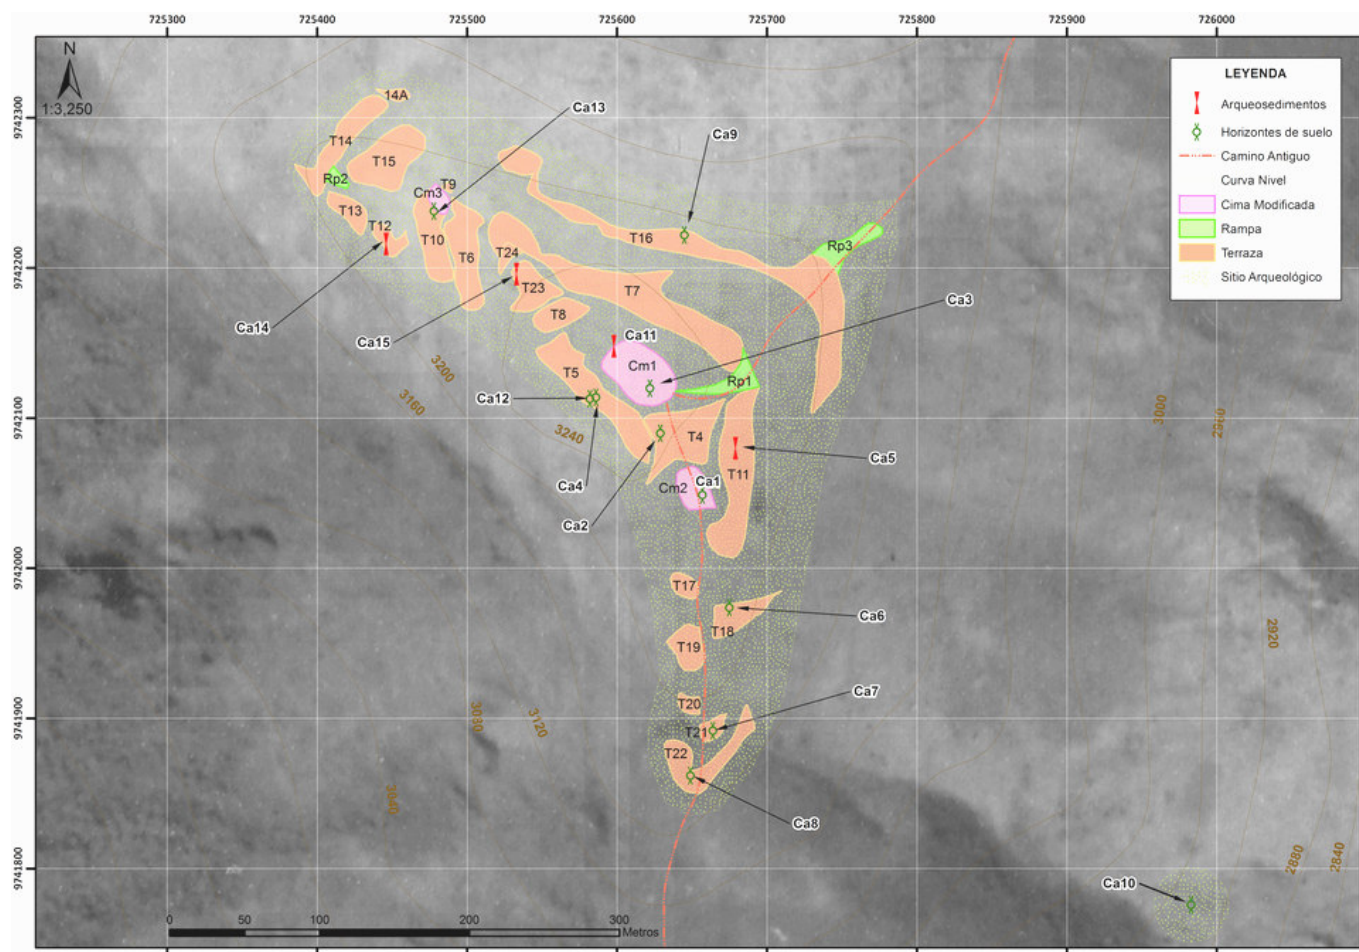 725300 725400 725500 725600 725700 725800 725900 726000
N
1:3,250
9742300
9742200
9742100
9742000
9741900
9741800
LEYENDA
Arqueosedimentos
Horizontes de suelo
Camino Antiguo
Curva Nivel
Cima Modificada
Rampa
Terraza
Sitio Arqueológico
14A
Ca13
T14
Ca9
T15
Rp2
T9
Cm3
T13
T12
T10
T16
T24
Rp3
T6
T7
T23
Ca3
T8
Ca14
Ca11
Ca15
3200
Cm1
T5
Rp1
3160
Ca12
3000
2960
3240
T4
Ca5
T11
Ca4
Ca1
Cm2
Ca2
T17
Ca6
T18
2920
T19
Ca7
T20
3080
3120
T21
T22
3040
Ca8
2880
2840
Ca10
0 50 100 200 300
Metros